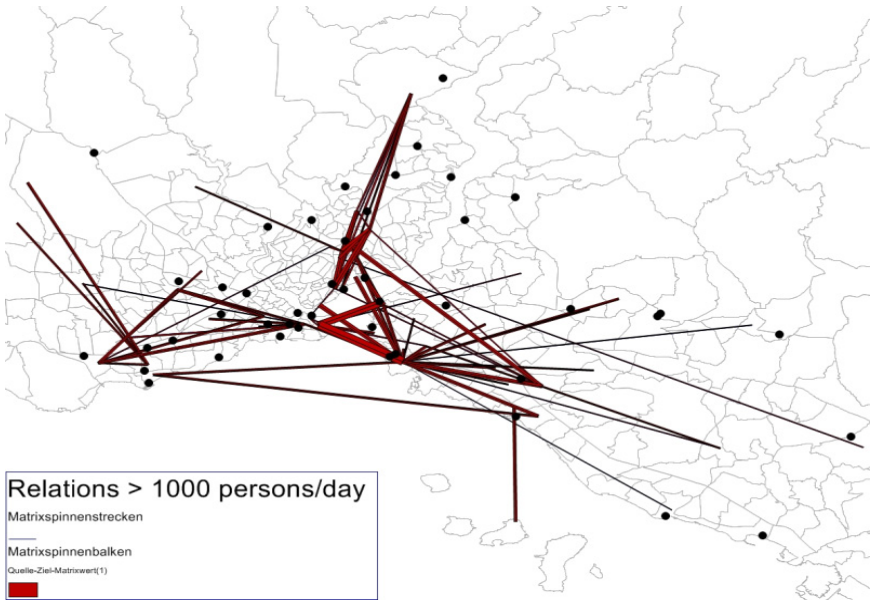 Relations > 1000 persons/day
Matrixspinnenstrecken
Matrixspinnenbalken
Quelle-Ziel-Matrixwert(1)